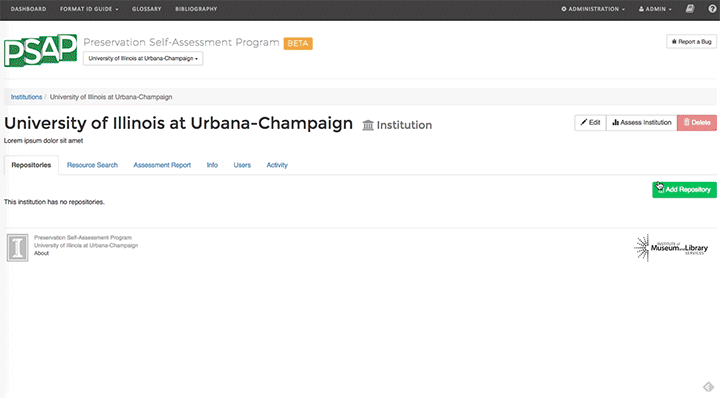 DASHBOARD FORMAT ID GUIDE GLOSSARY BIBLIOGRAPHY ADMINISTRATION ADMIN
PSAP Preservation Self-Assessment Program BETA
Report a Bug
University of Illinois at Urbana-Champaign
Institutions / University of Illinois at Urbana-Champaign
University of Illinois at Urbana-Champaign Institution
Edit Assess Institution Delete
Lorem ipsum dolor sit amet
Repositories Resource Search Assessment Report Info Users Activity
Add Repository
This institution has no repositories.
Preservation Self-Assessment Program
University of Illinois at Urbana-Champaign
About
INSTITUTE of
Museum and Library
SERVICES